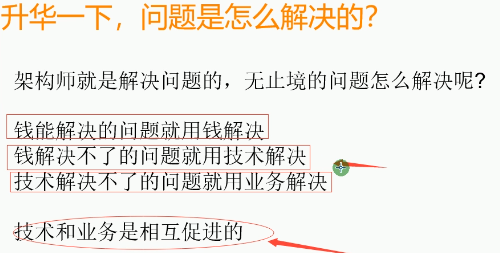 升华一下，问题是怎么解决的？
架构师就是解决问题的，无止境的问题怎么解决呢？
钱能解决的问题就用钱解决
钱解决不了的问题就用技术解决
技术解决不了的问题就用业务解决
技术和业务是相互促进的